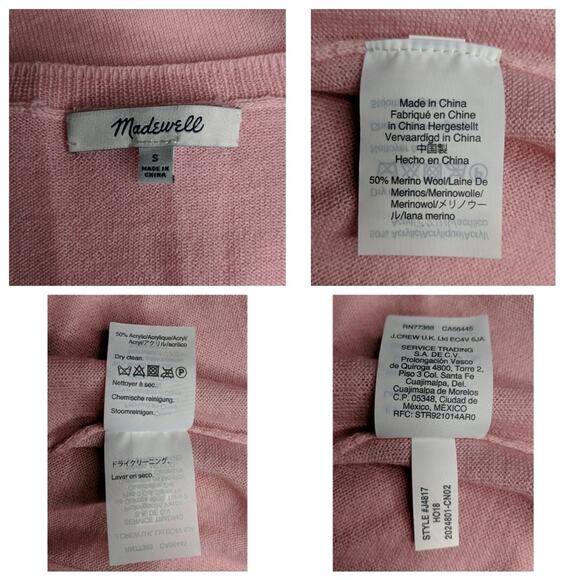 Madewell
S
MADE IN
CHINA
Made in China
Fabriqué en Chine
in China Hergestellt
Vervaardigd in China
中国製
Hecho en China
50% Merino Wool/Laine De
Merinos/Merinowolle/
Merinowol/メリノウー
ル/lana merino
50% Acrylic/Acrylique/Acryl/
Acryl/アクリル/acrilico
Dry clean.
Nettoyer à sec.
Chemische reinigung.
Stoomreinigen.
ドライクリーニング。
Lavar en seco.
RN77388 CA56445
J.CREW U.K. Ltd EC4V 6JA
SERVICE TRADING
S.A. DE C.V.
Prolongación Vasco
de Quiroga 4800, Torre 2,
Piso 3 Col. Santa Fe
Cuajimalpa, Del.
Cuajimalpa de Morelos
C.P. 05348, Ciudad de
México, MÉXICO
RFC: STR921014AR0
STYLE #J4817
HO18
2024801-CN02